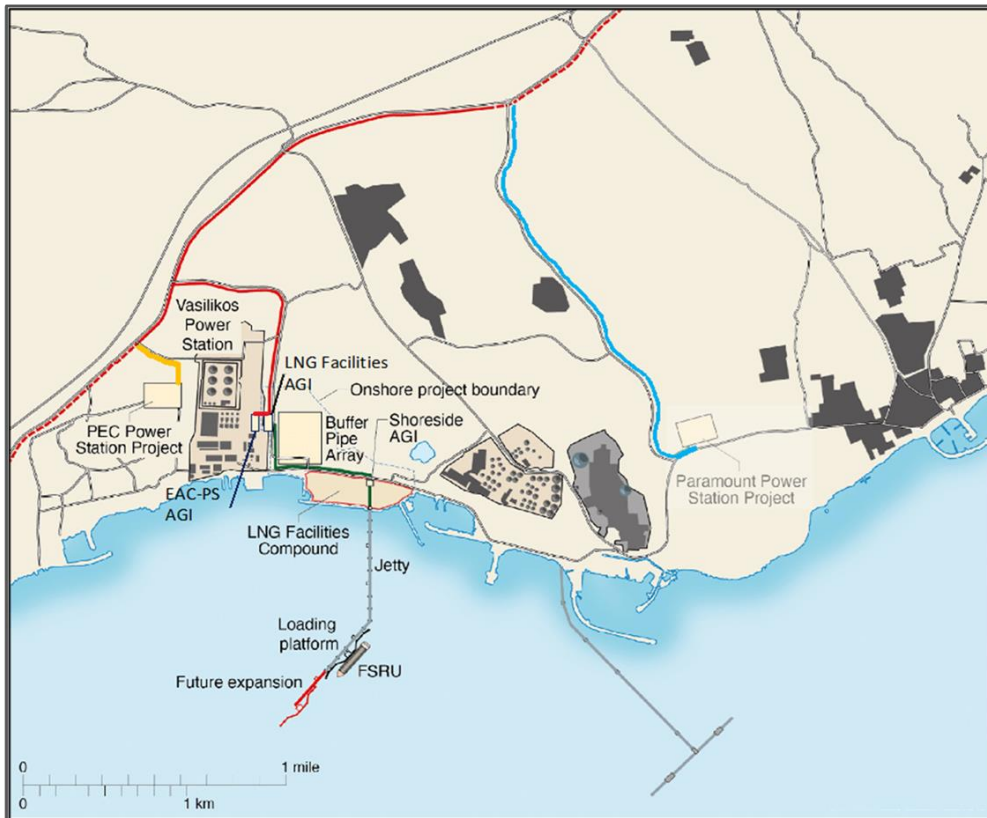 Vasilikos
Power
Station
LNG Facilities
AGI
Onshore project boundary
Buffer
Pipe
Array
Shoreside
AGI
PEC Power
Station Project
Paramount Power
Station Project
EAC-PS
AGI
LNG Facilities
Compound
Jetty
Loading
platform
FSRU
Future expansion
0
1 mile
0
1 km